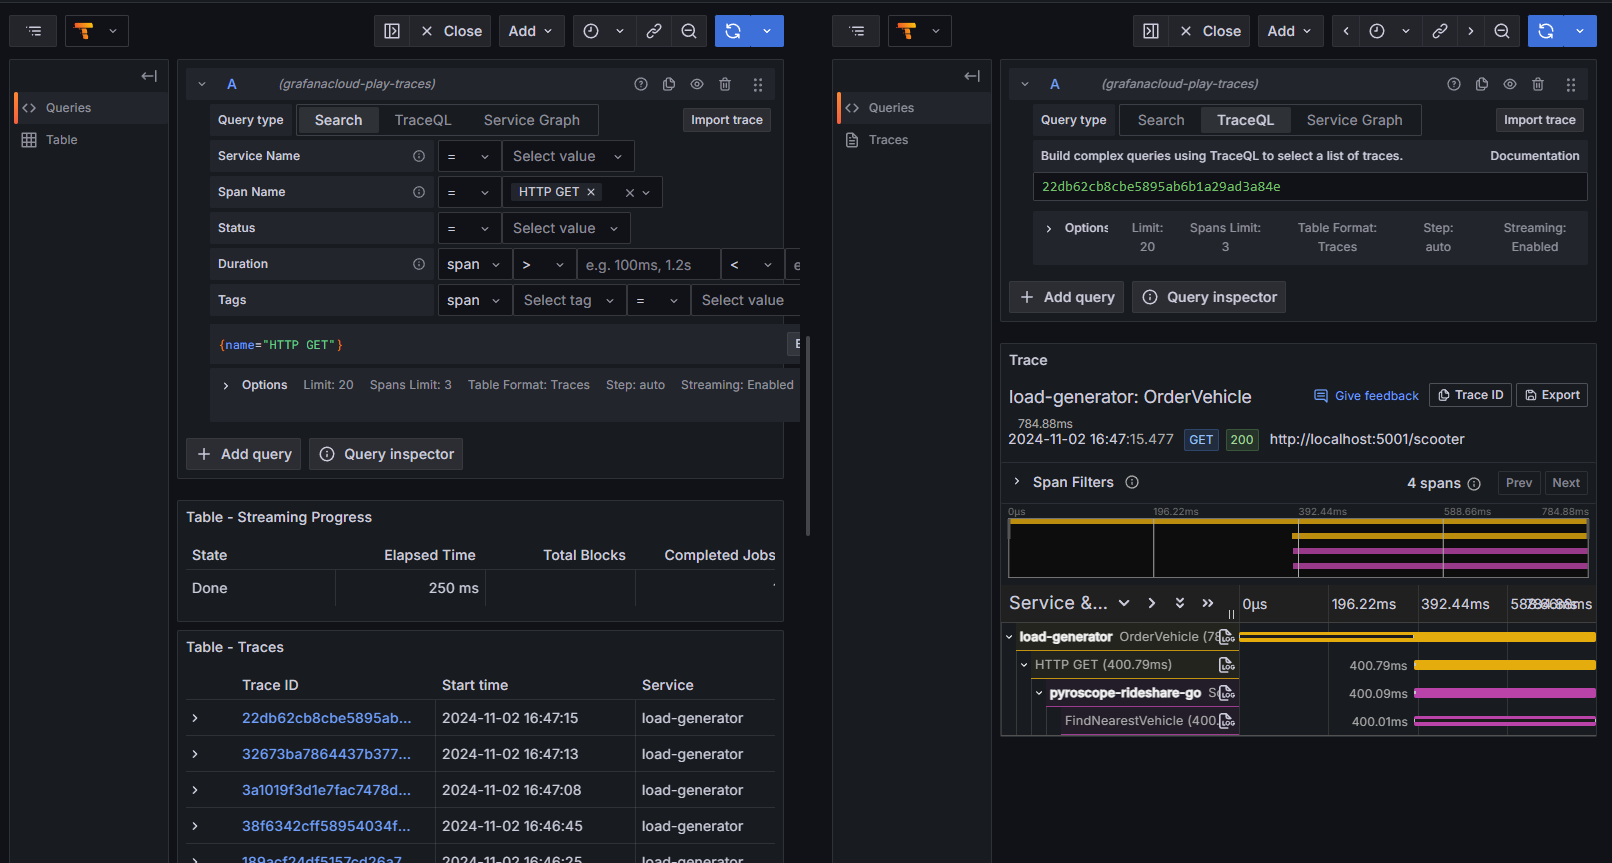 Close
Add
Queries
Table
A
(grafanacloud-play-traces)
Query type
Search
TraceQL
Service Graph
Import trace
Service Name
=
Select value
Span Name
=
HTTP GET
Status
=
Select value
Duration
span
>
e.g. 100ms, 1.2s
<
Tags
span
Select tag
=
Select value
{name="HTTP GET"}
Options
Limit: 20
Spans Limit: 3
Table Format: Traces
Step: auto
Streaming: Enabled
Add query
Query inspector
Table - Streaming Progress
State
Elapsed Time
Total Blocks
Completed Jobs
Done
250 ms
Table - Traces
Trace ID
Start time
Service
22db62cb8cbe5895ab...
2024-11-02 16:47:15
load-generator
32673ba7864437b377...
2024-11-02 16:47:13
load-generator
3a1019f3d1e7fac7478d...
2024-11-02 16:47:08
load-generator
38f6342cff58954034f...
2024-11-02 16:46:45
load-generator
189acf24df5157cd26a7
2024-11-02 16:46:25
load-generator
Close
Add
Queries
Traces
A
(grafanacloud-play-traces)
Query type
Search
TraceQL
Service Graph
Import trace
Build complex queries using TraceQL to select a list of traces.
Documentation
22db62cb8cbe5895ab6b1a29ad3a84e
Options
Limit:
20
Spans Limit:
3
Table Format:
Traces
Step:
auto
Streaming:
Enabled
Add query
Query inspector
Trace
load-generator: OrderVehicle
Give feedback
Trace ID
Export
784.88ms
2024-11-02 16:47:15.477
GET
200
http://localhost:5001/scooter
Span Filters
4 spans
Prev
Next
0μs
196.22ms
392.44ms
588.66ms
784.88ms
Service &...
0μs
196.22ms
392.44ms
588.66ms
784.88ms
load-generator
OrderVehicle (78
LOG
HTTP GET (400.79ms)
LOG
400.79ms
pyroscope-rideshare-go
LOG
400.09ms
FindNearestVehicle (400.
LOG
400.01ms